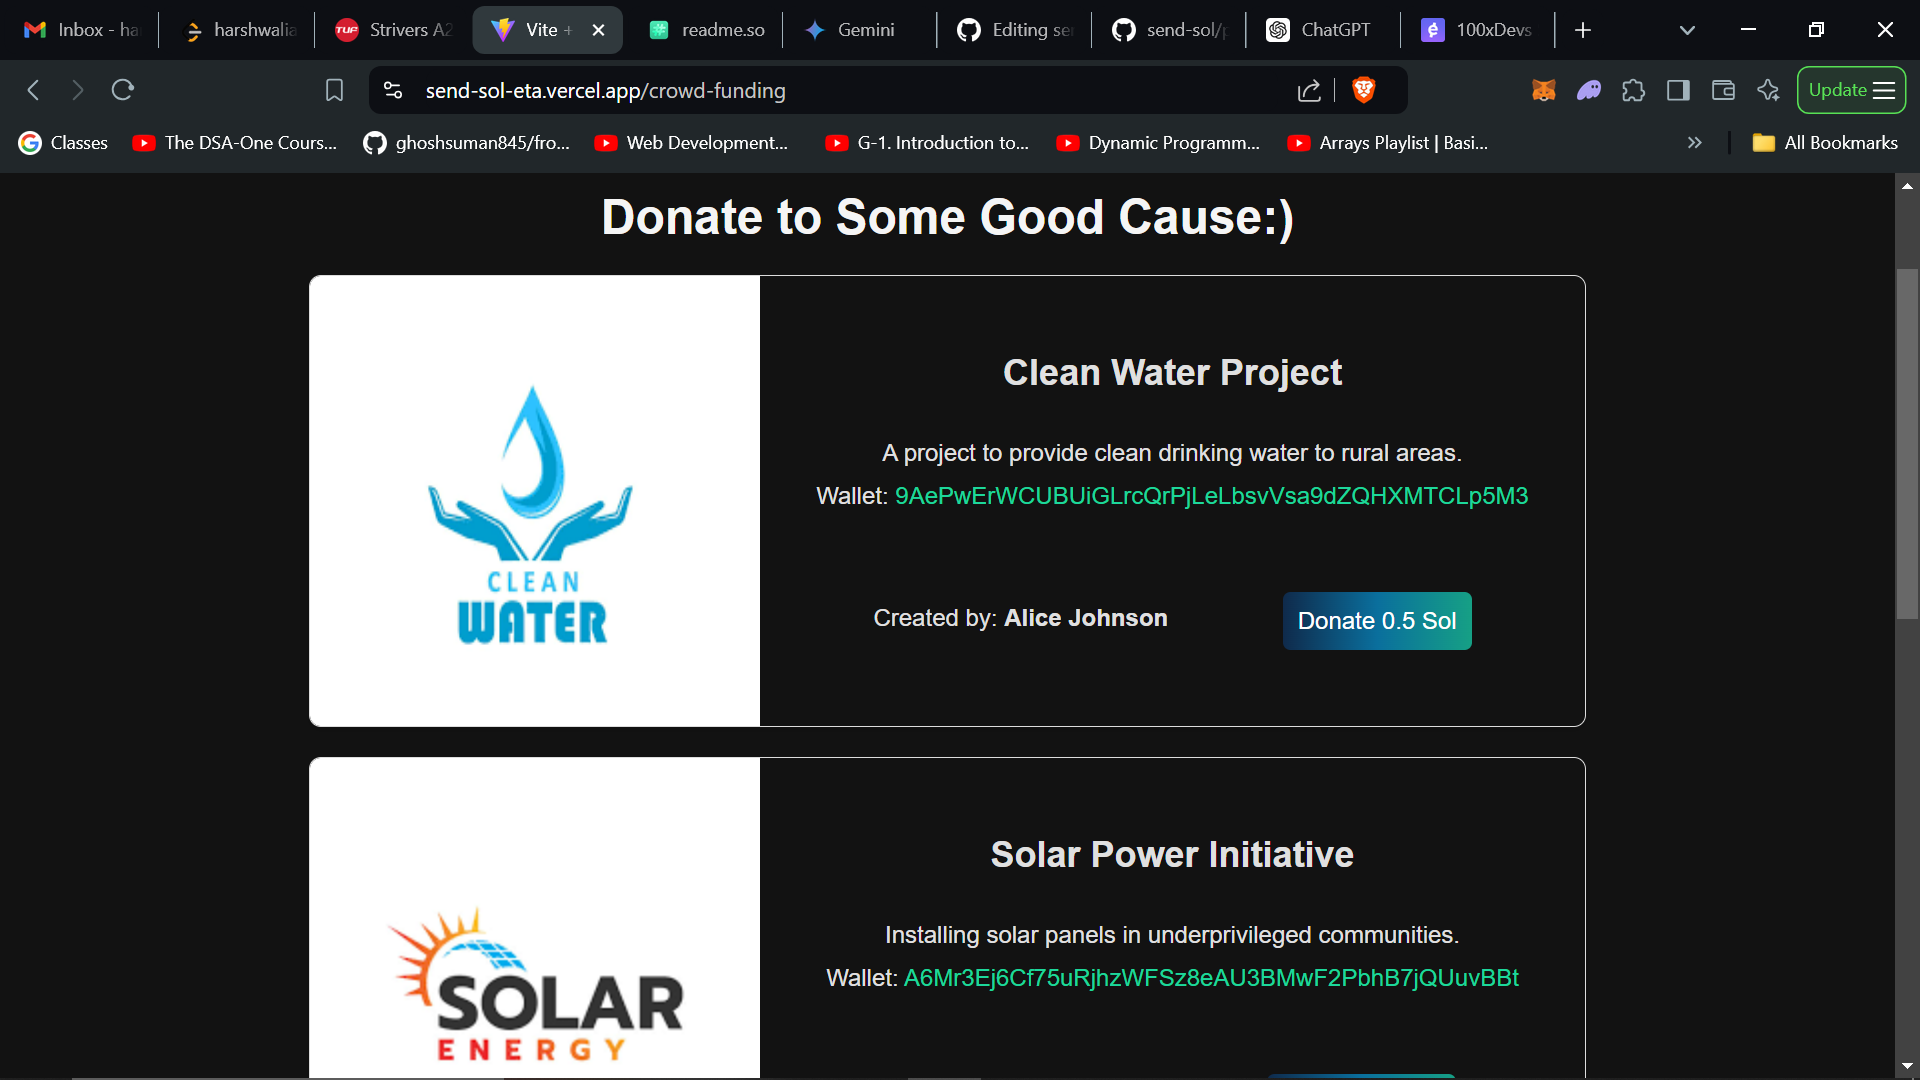 Inbox - ha
harshwalia
TUF Strivers A2
Vite +
readme.so
Gemini
Editing se
send-sol/p
ChatGPT
100xDevs
send-sol-eta.vercel.app/crowd-funding
Update
Classes
The DSA-One Cours...
ghoshsuman845/fro...
Web Development...
G-1. Introduction to...
Dynamic Programm...
Arrays Playlist | Basi...
All Bookmarks
Donate to Some Good Cause:)
CLEAN
WATER
Clean Water Project
A project to provide clean drinking water to rural areas.
Wallet: 9AePwErWCUBUiGLrcQrPjLeLbsvVsa9dZQHXMTCLp5M3
Created by: Alice Johnson
Donate 0.5 Sol
SOLAR
ENERGY
Solar Power Initiative
Installing solar panels in underprivileged communities.
Wallet: A6Mr3Ej6Cf75uRjhzWFSz8eAU3BMwF2PbhB7jQUuvBBt